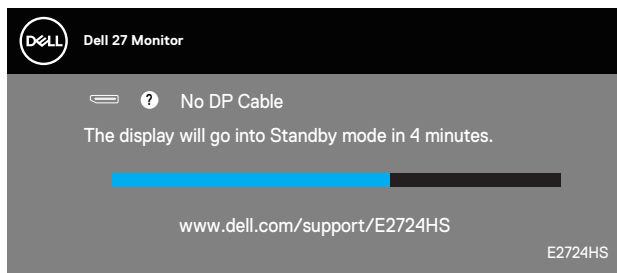 DELL
Dell 27 Monitor
? No DP Cable
The display will go into Standby mode in 4 minutes.
www.dell.com/support/E2724HS
E2724HS